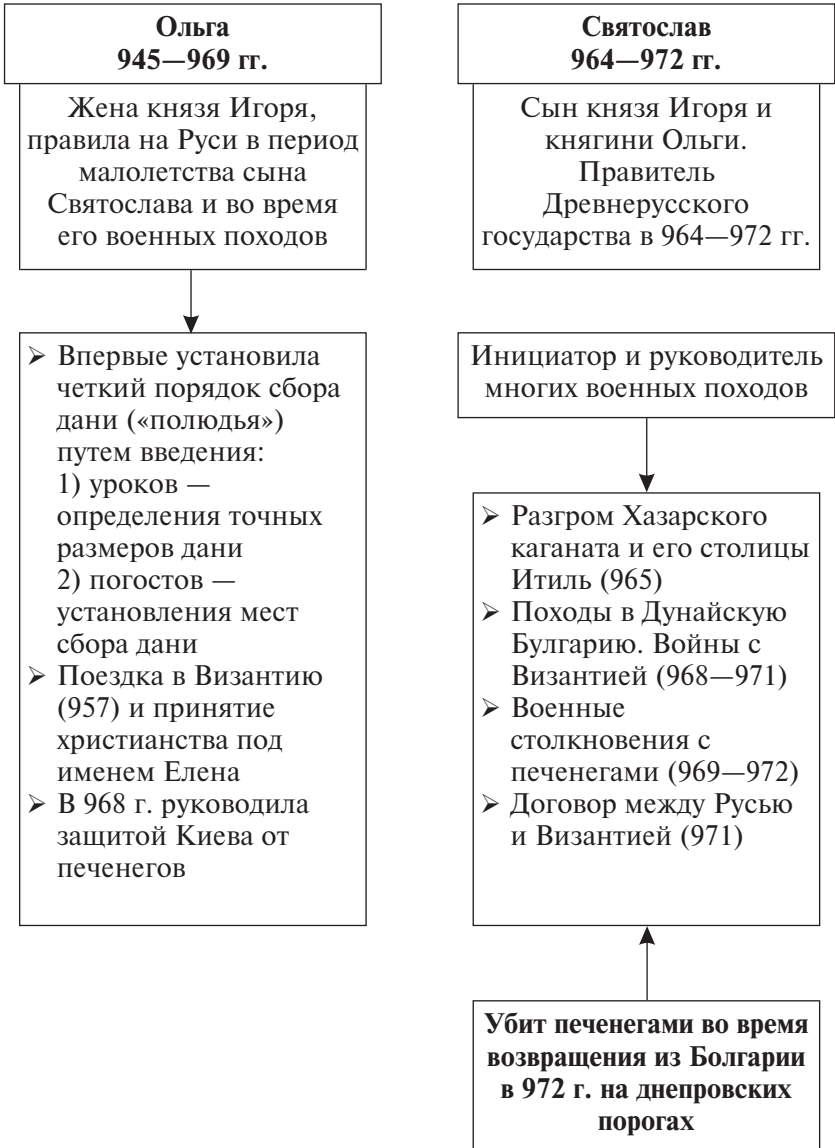 Ольга
945—969 гг.
Жена князя Игоря,
правила на Руси в период
малолетства сына
Святослава и во время
его военных походов
➢ Впервые установила
четкий порядок сбора
дани («полюдья»)
путем введения:
1) уроков —
определения точных
размеров дани
2) погостов —
установления мест
сбора дани
➢ Поездка в Византию
(957) и принятие
христианства под
именем Елена
➢ В 968 г. руководила
защитой Киева от
печенегов
Святослав
964—972 гг.
Сын князя Игоря и
княгини Ольги.
Правитель
Древнерусского
государства в 964—972 гг.
Инициатор и руководитель
многих военных походов
➢ Разгром Хазарского
каганата и его столицы
Итиль (965)
➢ Походы в Дунайскую
Булгарию. Войны с
Византией (968—971)
➢ Военные
столкновения с
печенегами (969—972)
➢ Договор между Русью
и Византией (971)
Убит печенегами во время
возвращения из Болгарии
в 972 г. на днепровских
порогах